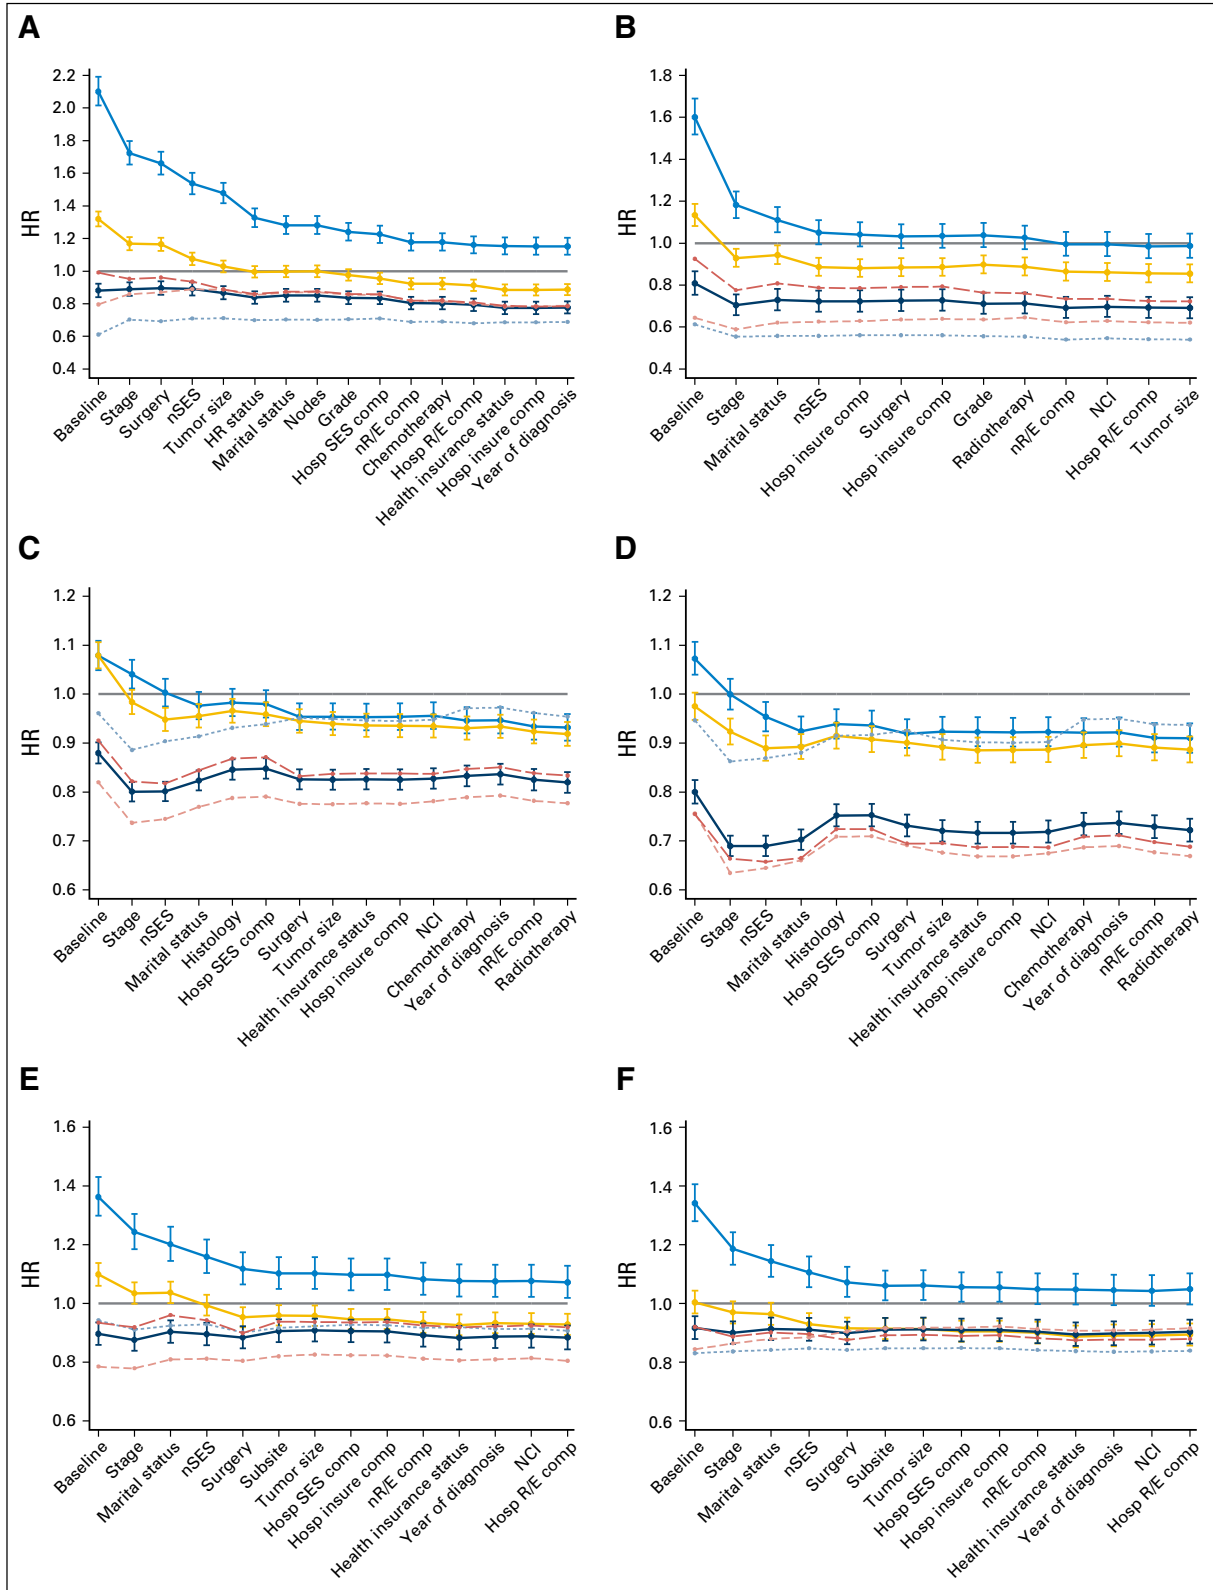 A
HR
2.2
2.0
1.8
1.6
1.4
1.2
1.0
0.8
0.6
0.4
Baseline
Stage
Surgery
nSES
Tumor size
HR status
Marital status
Nodes
Grade
Hosp SES comp
nR/E comp
Chemotherapy
Hosp R/E comp
Health insurance status
Hosp insure comp
Year of diagnosis
B
HR
1.8
1.6
1.4
1.2
1.0
0.8
0.6
0.4
Baseline
Stage
Marital status
nSES
Hosp insure comp
Surgery
Hosp insure comp
Grade
Radiotherapy
nR/E comp
NCI
Hosp R/E comp
Tumor size
C
HR
1.2
1.1
1.0
0.9
0.8
0.7
0.6
Baseline
Stage
nSES
Marital status
Histology
Hosp SES comp
Surgery
Tumor size
Health insurance status
Hosp insure comp
NCI
Chemotherapy
Year of diagnosis
nR/E comp
Radiotherapy
D
HR
1.2
1.1
1.0
0.9
0.8
0.7
0.6
Baseline
Stage
nSES
Marital status
Histology
Hosp SES comp
Surgery
Tumor size
Health insurance status
Hosp insure comp
NCI
Chemotherapy
Year of diagnosis
nR/E comp
Radiotherapy
E
HR
1.6
1.4
1.2
1.0
0.8
0.6
Baseline
Stage
Marital status
nSES
Surgery
Subsite
Tumor size
Hosp SES comp
Hosp insure comp
nR/E comp
Health insurance status
Year of diagnosis
NCI
Hosp R/E comp
F
HR
1.6
1.4
1.2
1.0
0.8
0.6
Baseline
Stage
Marital status
nSES
Surgery
Subsite
Tumor size
Hosp SES comp
Hosp insure comp
nR/E comp
Health insurance status
Year of diagnosis
NCI
Hosp R/E comp